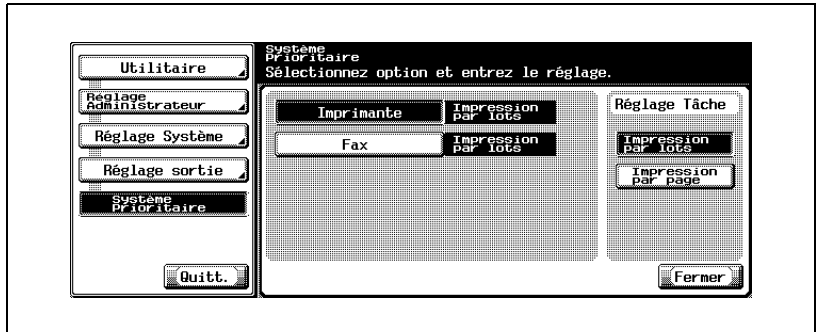 Système
Prioritaire
Sélectionnez option et entrez le réglage.
Utilitaire
Réglage
Administrateur
Réglage Système
Réglage sortie
Système
Prioritaire
Quitt.
Imprimante
Impression
par lots
Fax
Impression
par lots
Réglage Tâche
Impression
par lots
Impression
par page
Fermer